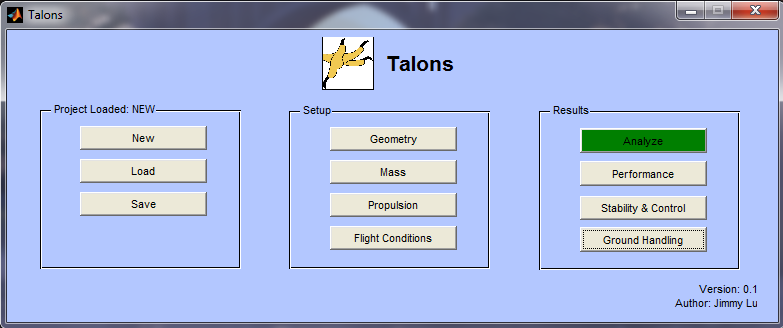 Talons
Talons
Project Loaded: NEW
New
Load
Save
Setup
Geometry
Mass
Propulsion
Flight Conditions
Results
Analyze
Performance
Stability & Control
Ground Handling
Version: 0.1
Author: Jimmy Lu